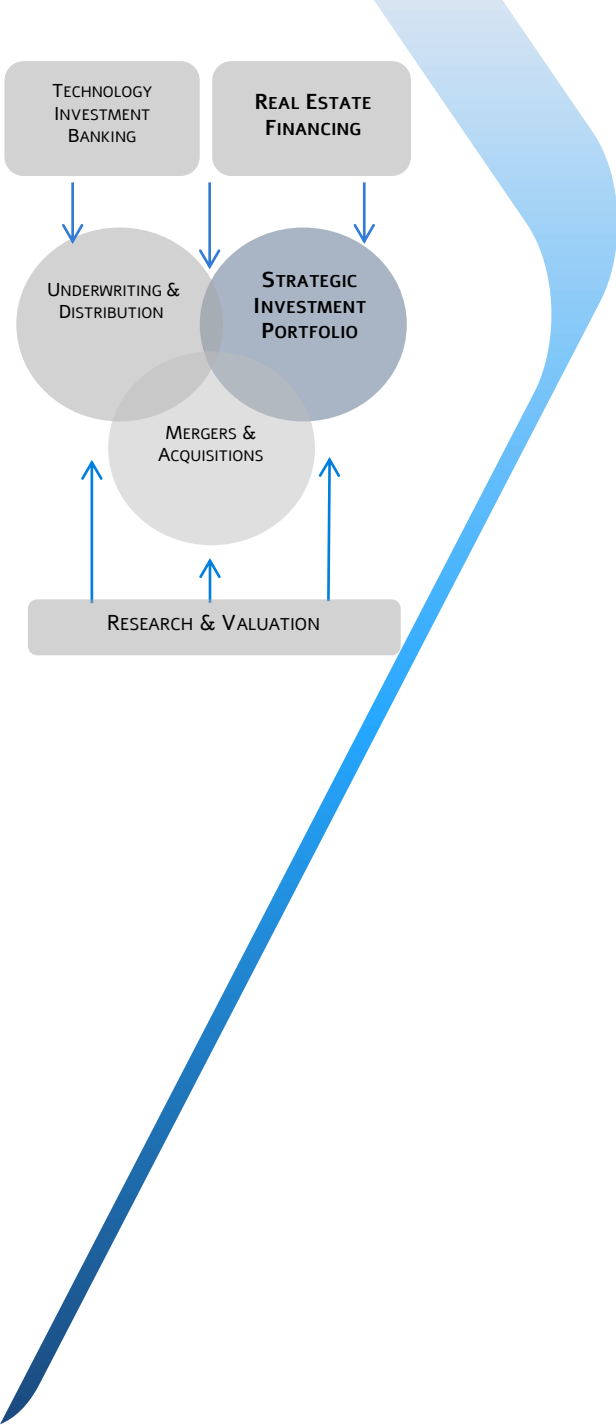 Technology
Investment
Banking
Real Estate
Financing
Underwriting &
Distribution
Strategic
Investment
Portfolio
Mergers &
Acquisitions
Research & Valuation